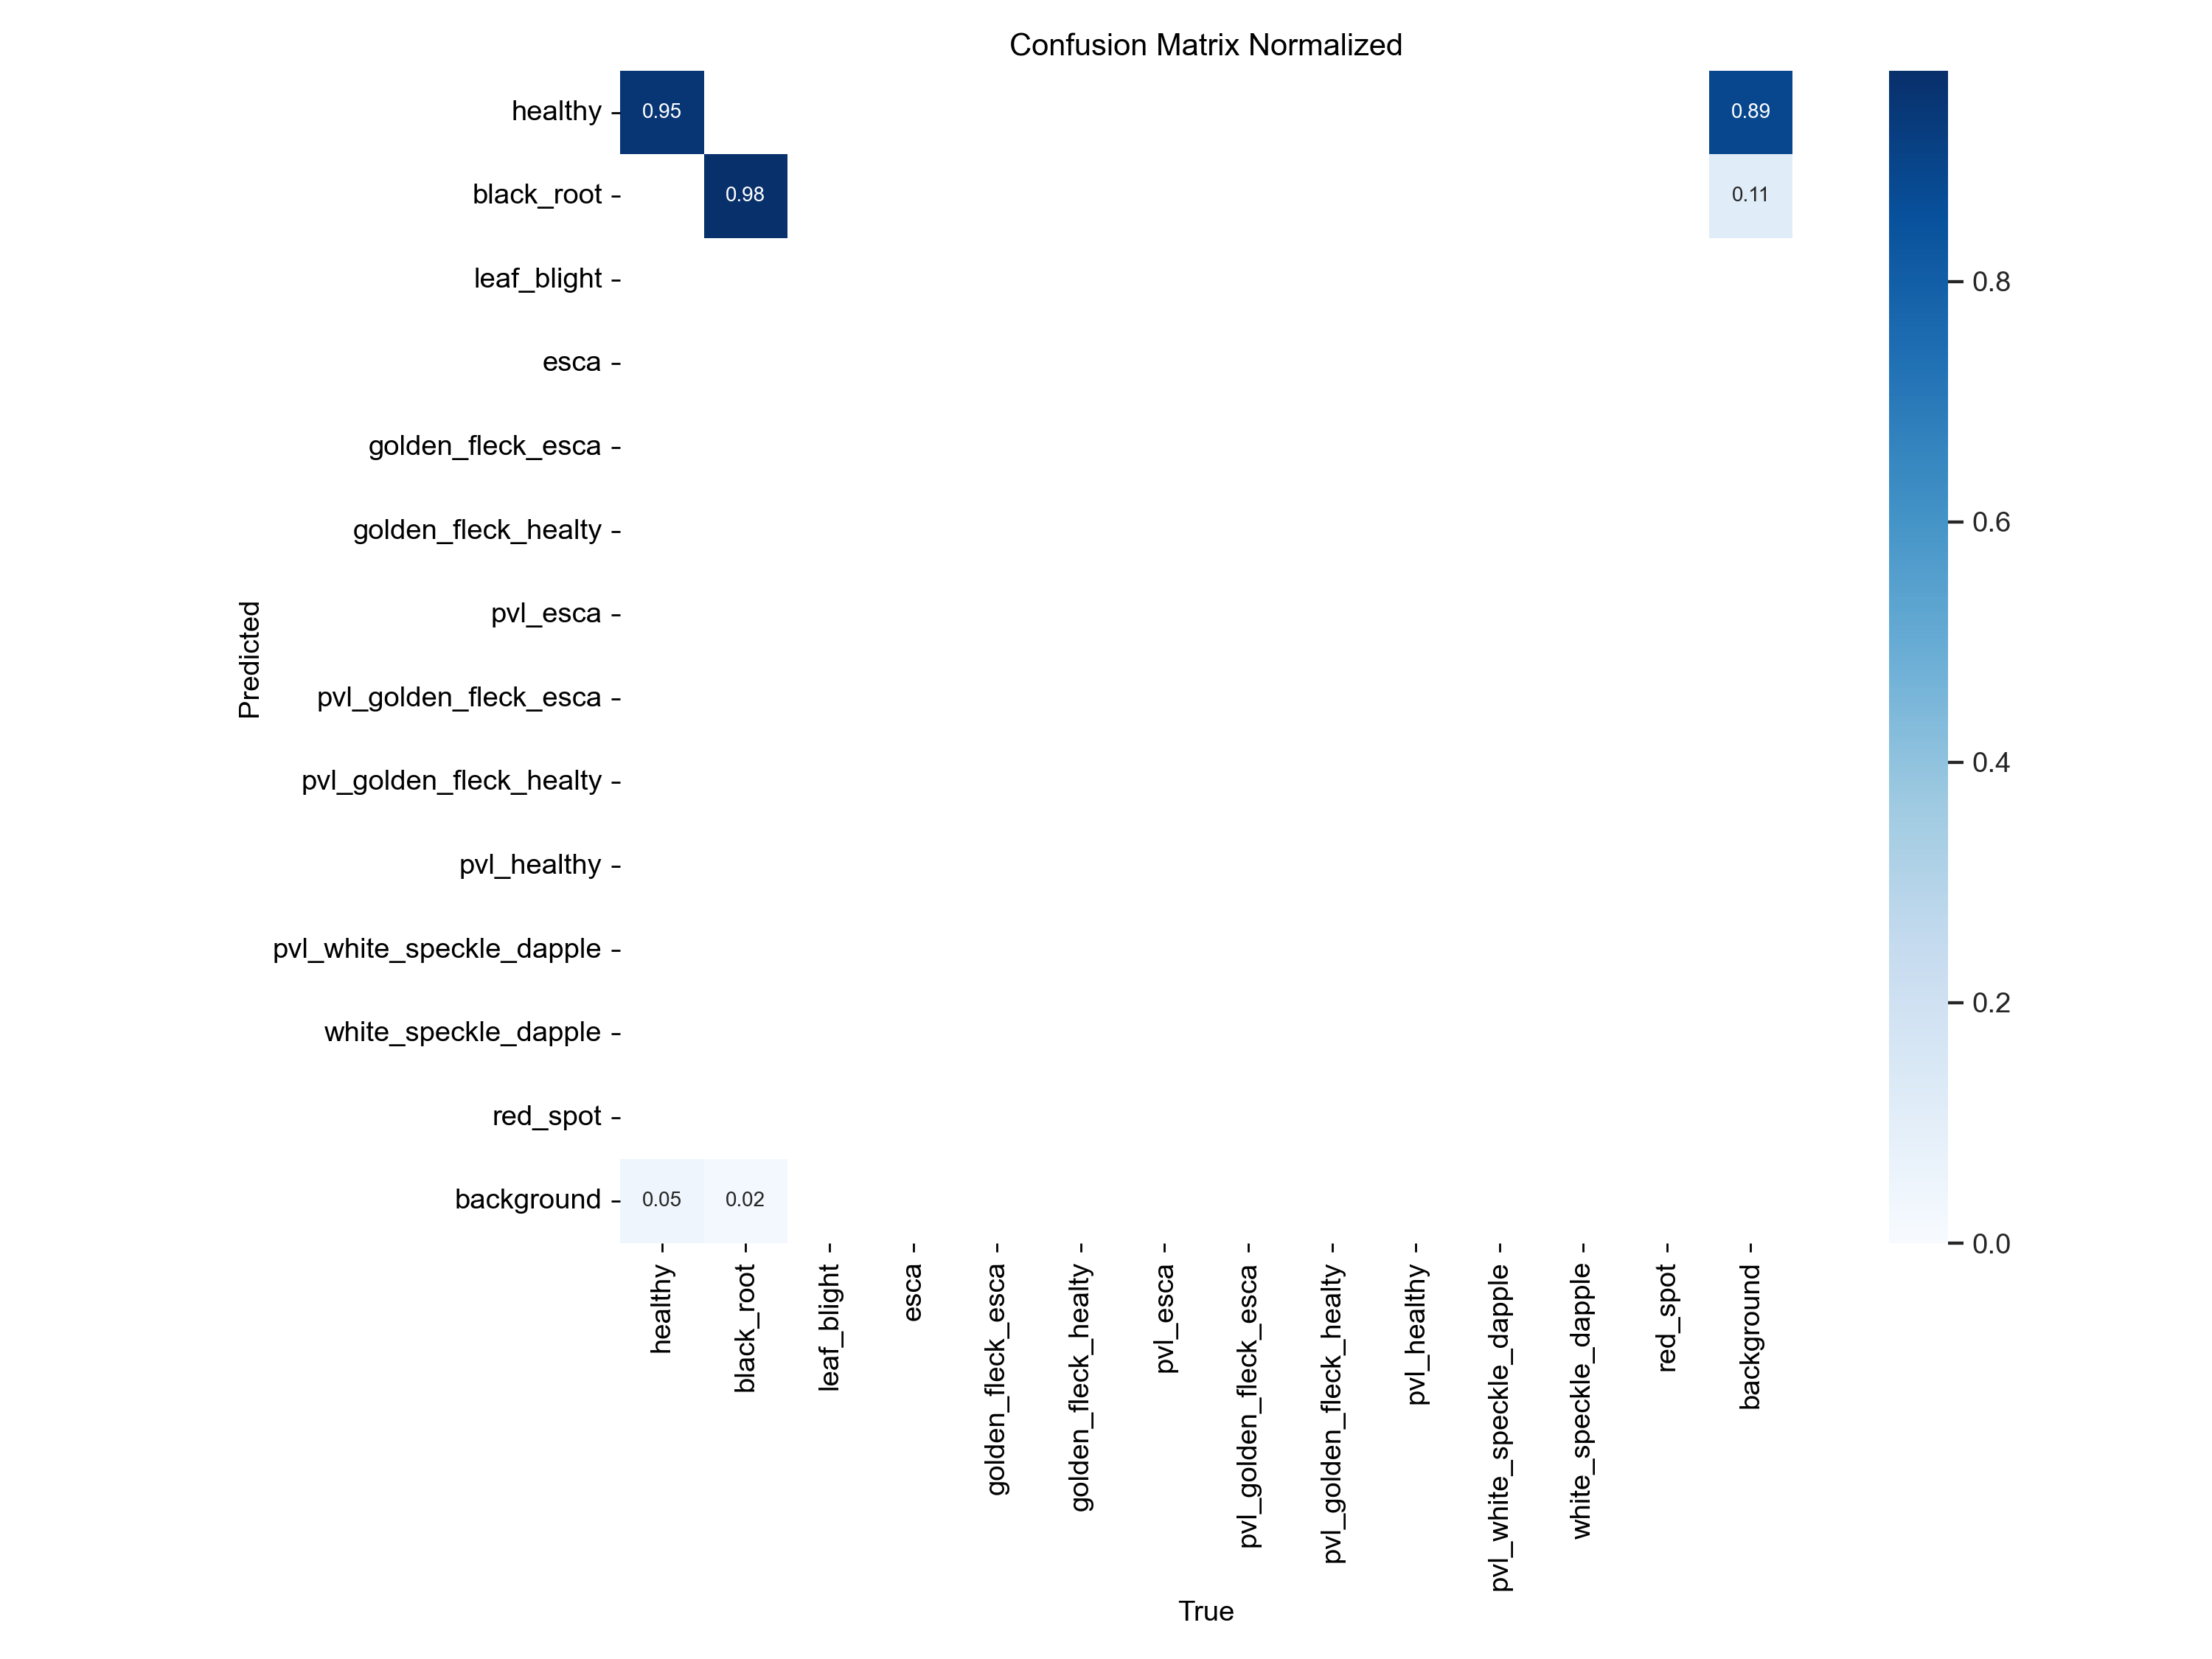 Confusion Matrix Normalized
healthy
0.95
0.89
black_root
0.98
0.11
leaf_blight
esca
golden_fleck_esca
golden_fleck_healty
pvl_esca
pvl_golden_fleck_esca
pvl_golden_fleck_healty
pvl_healthy
pvl_white_speckle_dapple
white_speckle_dapple
red_spot
background
0.05
0.02
Predicted
healthy
black_root
leaf_blight
esca
golden_fleck_esca
golden_fleck_healty
pvl_esca
pvl_golden_fleck_esca
pvl_golden_fleck_healty
pvl_healthy
pvl_white_speckle_dapple
white_speckle_dapple
red_spot
background
True
0.8
0.6
0.4
0.2
0.0